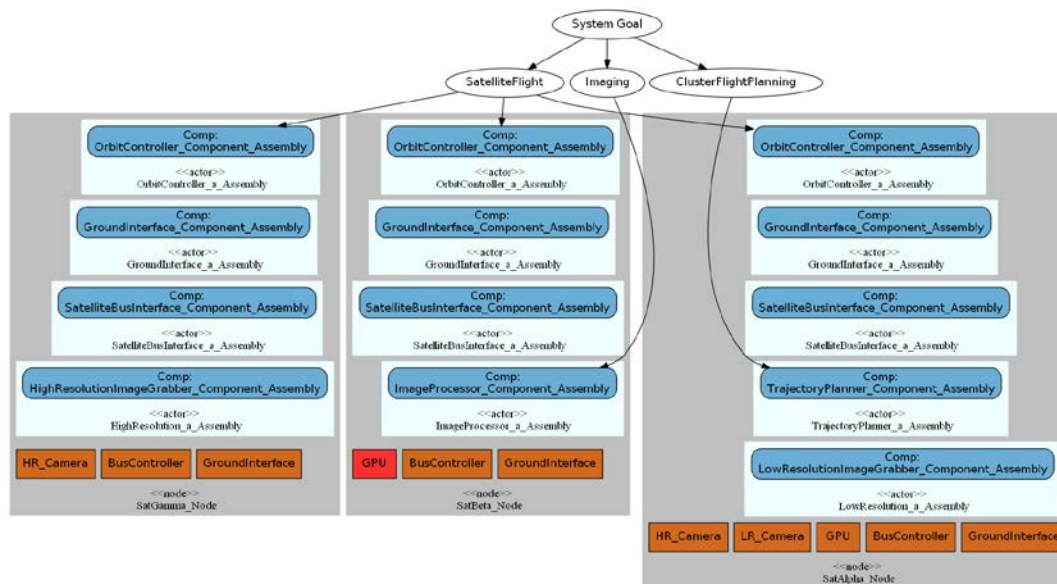 System Goal
SatelliteFlight
Imaging
ClusterFlightPlanning
Comp:
OrbitController_Component_Assembly
<<actor>>
OrbitController_a_Assembly
Comp:
GroundInterface_Component_Assembly
<<actor>>
GroundInterface_a_Assembly
Comp:
SatelliteBusInterface_Component_Assembly
<<actor>>
SatelliteBusInterface_a_Assembly
Comp:
HighResolutionImageGrabber_Component_Assembly
<<actor>>
HighResolution_a_Assembly
HR_Camera
BusController
GroundInterface
<<node>>
SatGamma_Node
Comp:
OrbitController_Component_Assembly
<<actor>>
OrbitController_a_Assembly
Comp:
GroundInterface_Component_Assembly
<<actor>>
GroundInterface_a_Assembly
Comp:
SatelliteBusInterface_Component_Assembly
<<actor>>
SatelliteBusInterface_a_Assembly
Comp:
ImageProcessor_Component_Assembly
<<actor>>
ImageProcessor_a_Assembly
GPU
BusController
GroundInterface
<<node>>
SatBeta_Node
Comp:
OrbitController_Component_Assembly
<<actor>>
OrbitController_a_Assembly
Comp:
GroundInterface_Component_Assembly
<<actor>>
GroundInterface_a_Assembly
Comp:
SatelliteBusInterface_Component_Assembly
<<actor>>
SatelliteBusInterface_a_Assembly
Comp:
TrajectoryPlanner_Component_Assembly
<<actor>>
TrajectoryPlanner_a_Assembly
Comp:
LowResolutionImageGrabber_Component_Assembly
<<actor>>
LowResolution_a_Assembly
HR_Camera
LR_Camera
GPU
BusController
GroundInterface
<<node>>
SatAlpha_Node